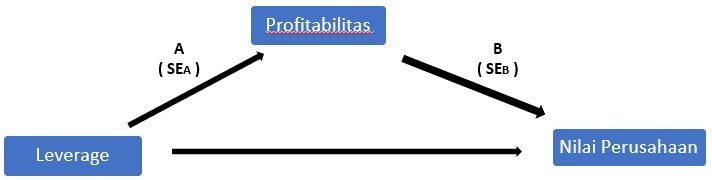 Profitabilitas
A
( SEA )
B
( SEB )
Leverage
Nilai Perusahaan